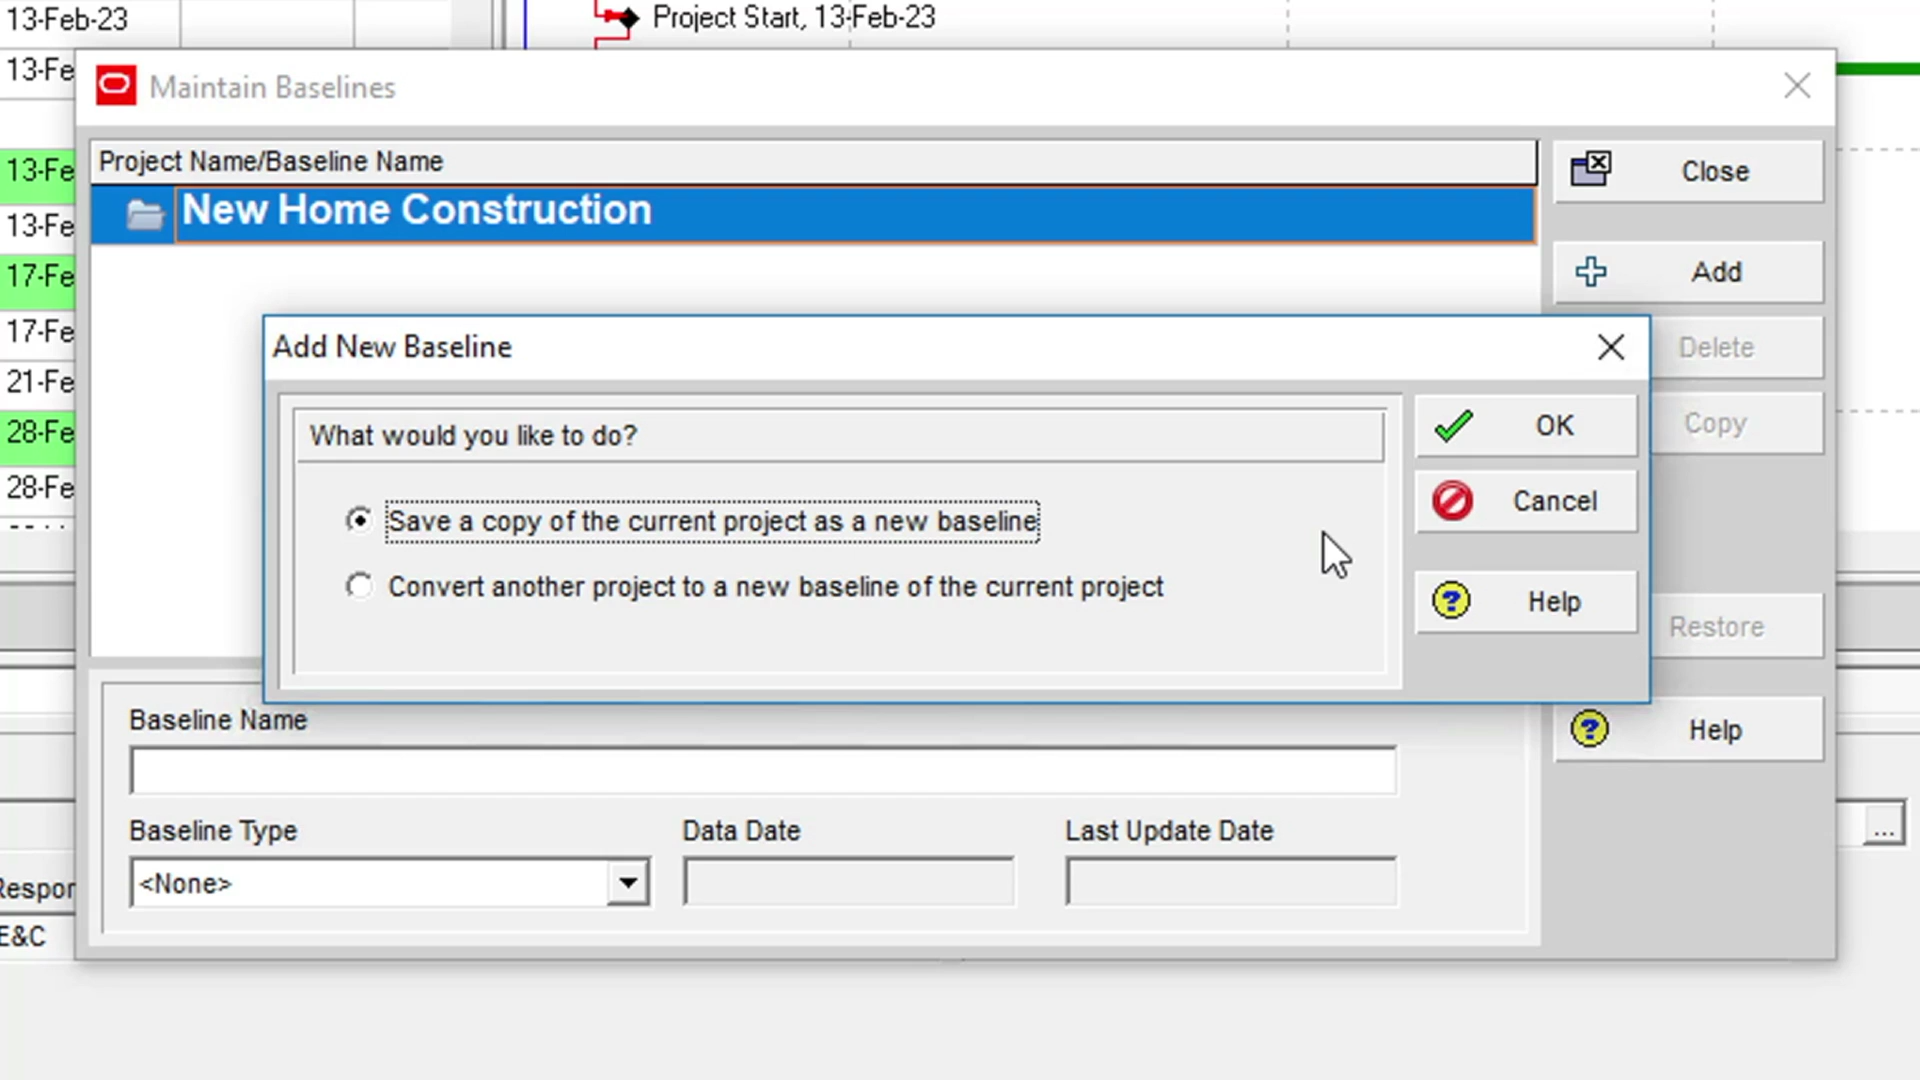 13-Feb-23
Project Start, 13-Feb-23
13-Fe
Maintain Baselines
Project Name/Baseline Name
Close
13-Fe
New Home Construction
13-Fe
Add
17-Fe
17-Fe
Add New Baseline
Delete
21-Fe
28-Fe
What would you like to do?
OK
Copy
28-Fe
Save a copy of the current project as a new baseline
Cancel
Convert another project to a new baseline of the current project
Help
Restore
Baseline Name
Help
Baseline Type
Data Date
Last Update Date
...
<None>
Respon
E&C